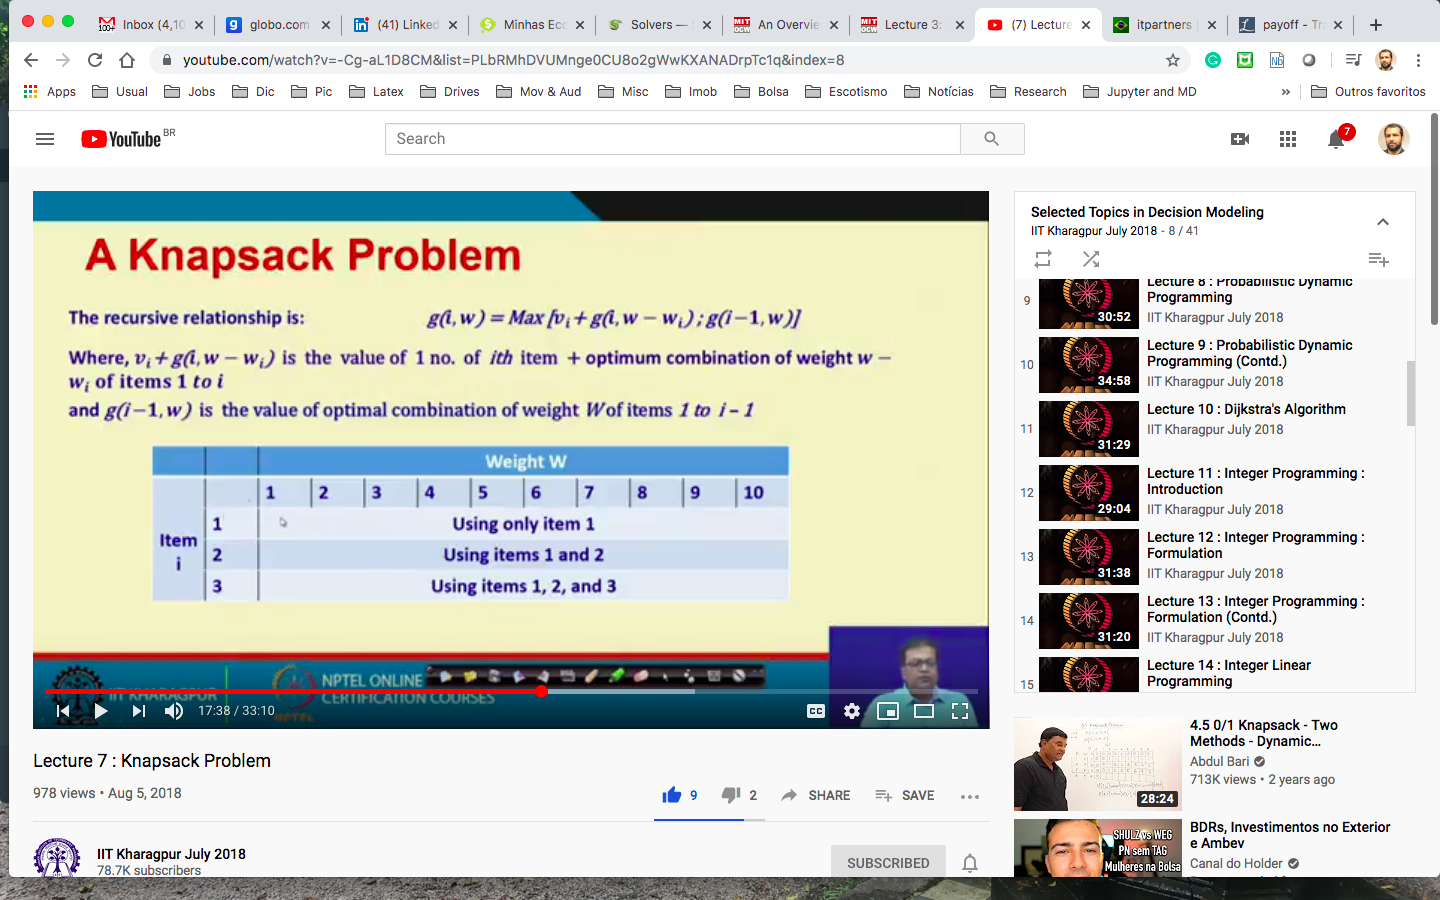 100+ Inbox (4,10
globo.com
(41) Linked
Minhas Eco
Solvers —
An Overvie
Lecture 3:
(7) Lecture
itpartners
payoff - Tra
youtube.com/watch?v=-Cg-aL1D8CM&list=PLbRMhDVUMnge0CU8o2gWwKXANADrpTc1q&index=8
Apps Usual Jobs Dic Pic Latex Drives Mov & Aud Misc Imob Bolsa Escotismo Notícias Research Jupyter and MD » Outros favoritos
YouTube BR
Search
7
A Knapsack Problem
The recursive relationship is: g(i, w) = Max [vi + g(i, w − wi) ; g(i−1, w)]
Where, vi + g(i, w − wi) is the value of 1 no. of ith item + optimum combination of weight w −
wi of items 1 to i
and g(i−1, w) is the value of optimal combination of weight W of items 1 to i − 1
Weight W
1 2 3 4 5 6 7 8 9 10
Item i
1 Using only item 1
2 Using items 1 and 2
3 Using items 1, 2, and 3
IIT KHARAGPUR
NPTEL
NPTEL ONLINE
CERTIFICATION COURSES
17:38 / 33:10
CC
Lecture 7 : Knapsack Problem
978 views • Aug 5, 2018
9 2 SHARE SAVE
IIT Kharagpur July 2018
78.7K subscribers
SUBSCRIBED
Selected Topics in Decision Modeling
IIT Kharagpur July 2018 - 8 / 41
9 30:52
Lecture 8 : Probabilistic Dynamic
Programming
IIT Kharagpur July 2018
10 34:58
Lecture 9 : Probabilistic Dynamic
Programming (Contd.)
IIT Kharagpur July 2018
11 31:29
Lecture 10 : Dijkstra's Algorithm
IIT Kharagpur July 2018
12 29:04
Lecture 11 : Integer Programming :
Introduction
IIT Kharagpur July 2018
13 31:38
Lecture 12 : Integer Programming :
Formulation
IIT Kharagpur July 2018
14 31:20
Lecture 13 : Integer Programming :
Formulation (Contd.)
IIT Kharagpur July 2018
15
Lecture 14 : Integer Linear
Programming
28:24
4.5 0/1 Knapsack - Two
Methods - Dynamic...
Abdul Bari
713K views • 2 years ago
SHULZ vs WEG
PN sem TAG
Mulheres na Bolsa
BDRs, Investimentos no Exterior
e Ambev
Canal do Holder